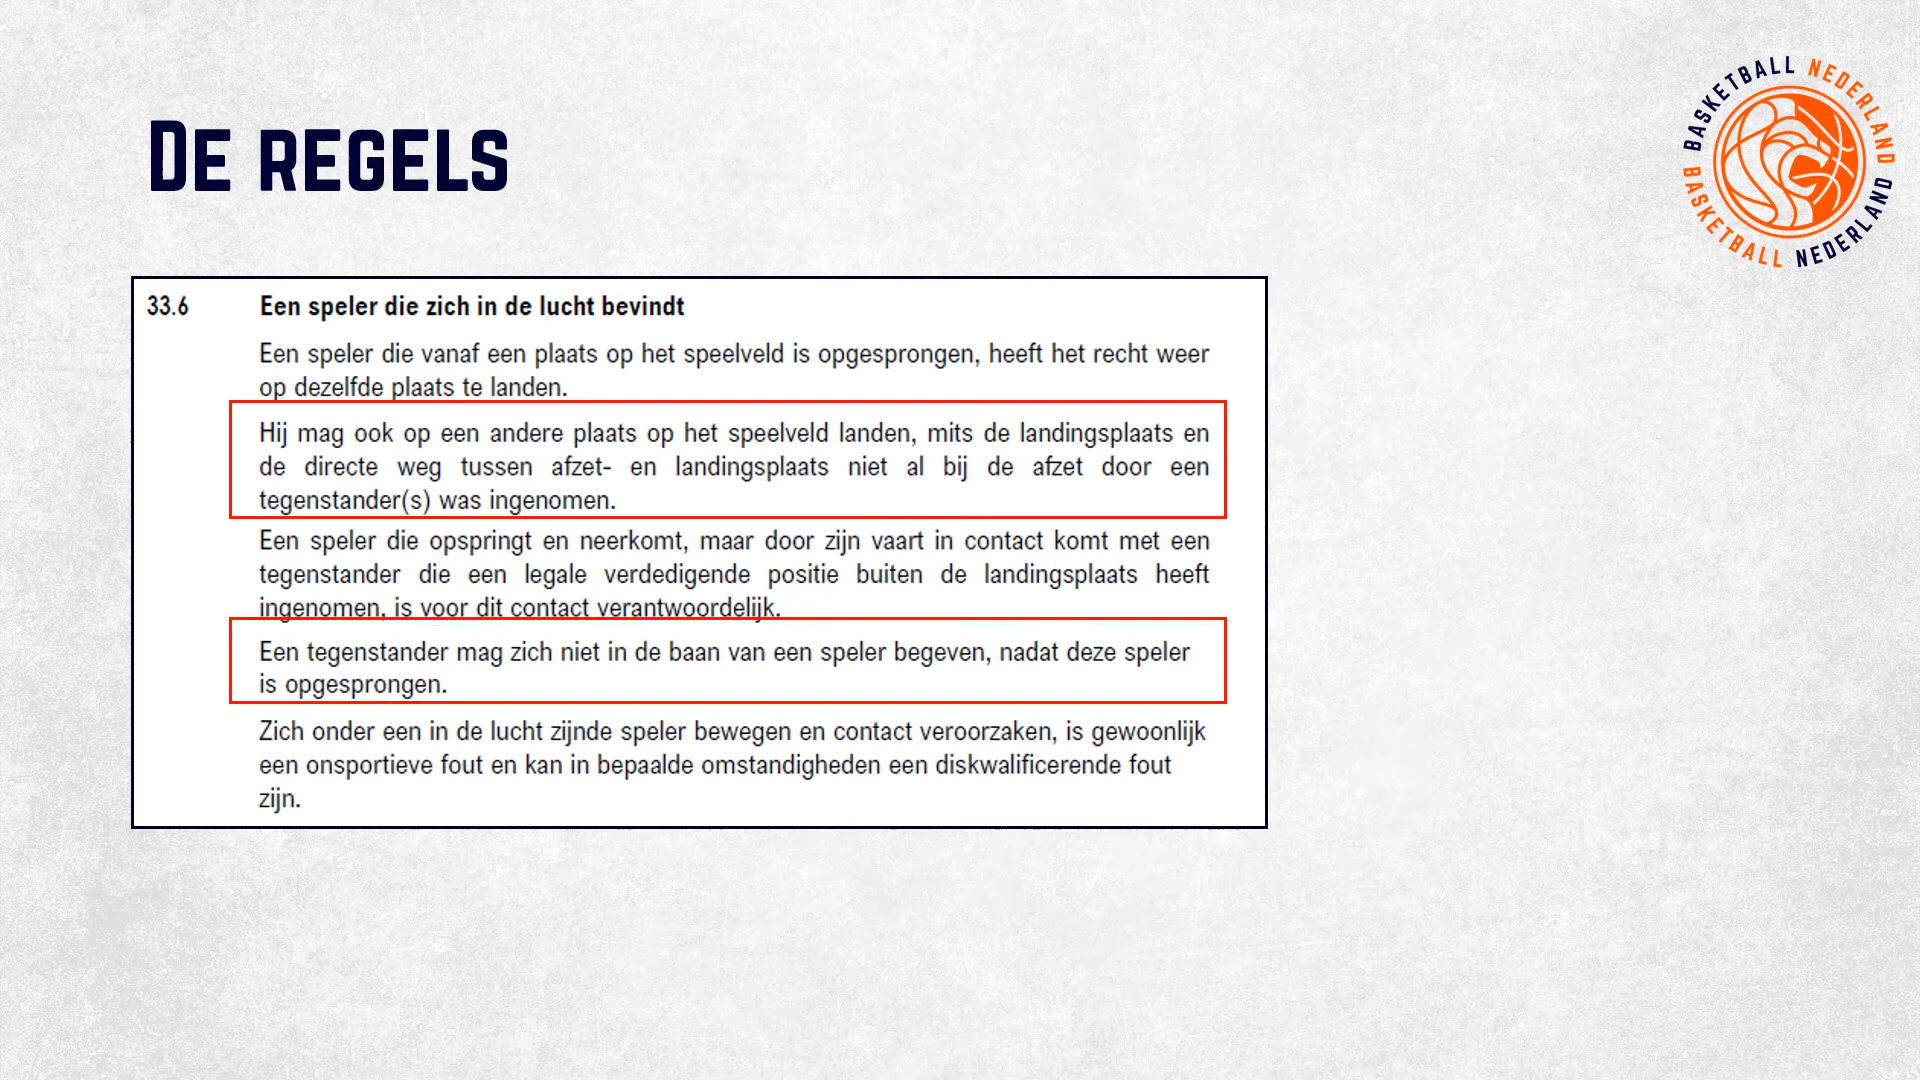 BASKETBALL NEDERLAND
BASKETBALL NEDERLAND
De regels
33.6 Een speler die zich in de lucht bevindt
Een speler die vanaf een plaats op het speelveld is opgesprongen, heeft het recht weer
op dezelfde plaats te landen.
Hij mag ook op een andere plaats op het speelveld landen, mits de landingsplaats en
de directe weg tussen afzet- en landingsplaats niet al bij de afzet door een
tegenstander(s) was ingenomen.
Een speler die opspringt en neerkomt, maar door zijn vaart in contact komt met een
tegenstander die een legale verdedigende positie buiten de landingsplaats heeft
ingenomen, is voor dit contact verantwoordelijk.
Een tegenstander mag zich niet in de baan van een speler begeven, nadat deze speler
is opgesprongen.
Zich onder een in de lucht zijnde speler bewegen en contact veroorzaken, is gewoonlijk
een onsportieve fout en kan in bepaalde omstandigheden een diskwalificerende fout
zijn.